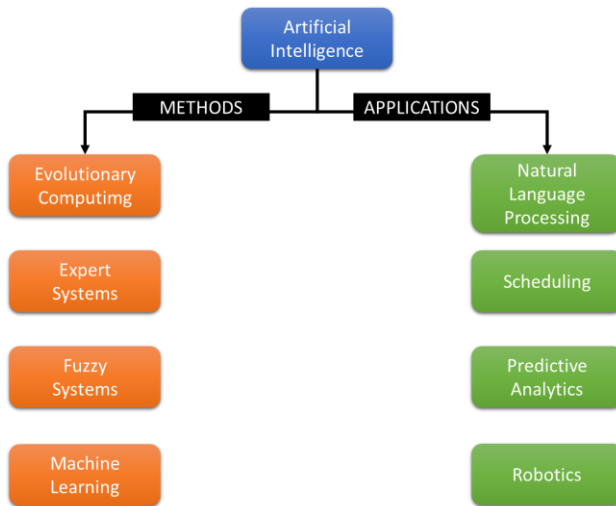 Artificial
Intelligence
METHODS
APPLICATIONS
Evolutionary
Computimg
Expert
Systems
Fuzzy
Systems
Machine
Learning
Natural
Language
Processing
Scheduling
Predictive
Analytics
Robotics